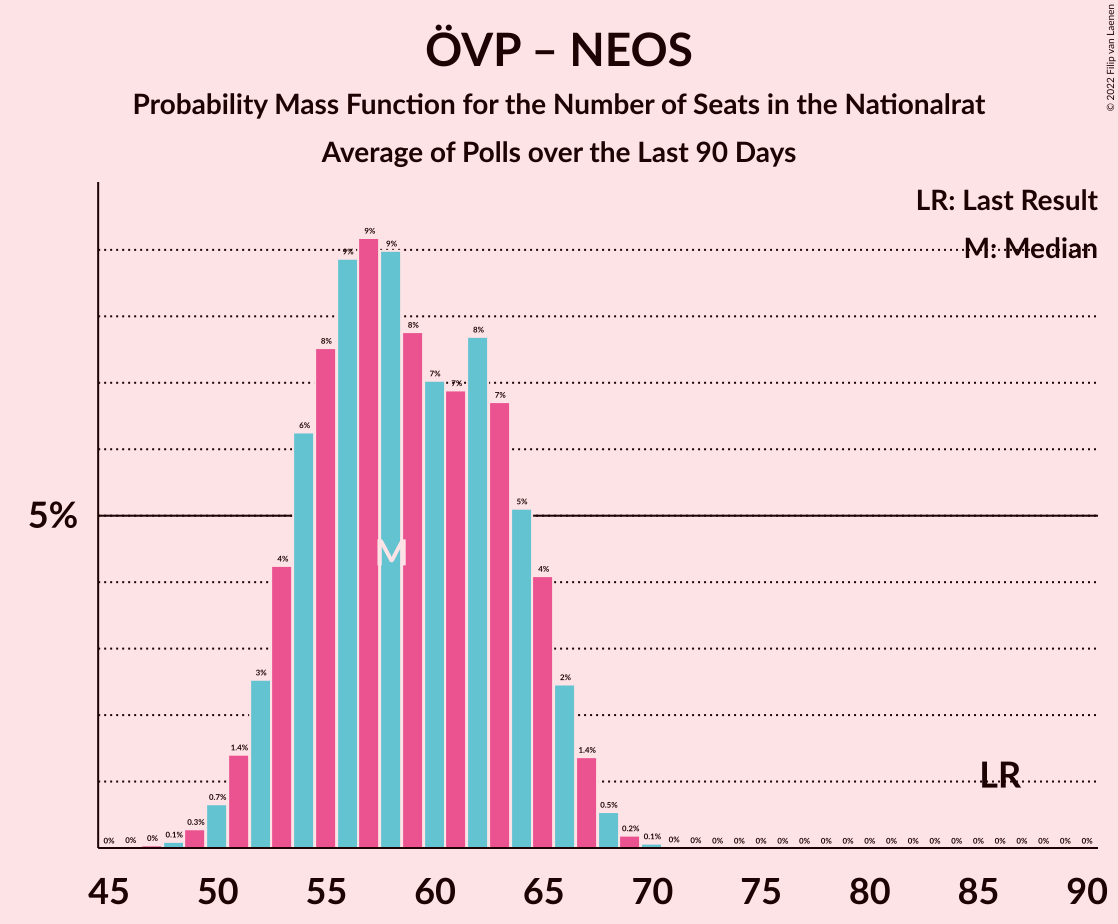 ÖVP – NEOS
Probability Mass Function for the Number of Seats in the Nationalrat
Average of Polls over the Last 90 Days
© 2022 Filip van Laenen
LR: Last Result
M: Median
5%
0% 0% 0% 0.1% 0.3% 0.7% 1.4% 3% 4% 6% 8% 9% 9% 9% 8% 7% 7% 8% 7% 5% 4% 2% 1.4% 0.5% 0.2% 0.1% 0% 0% 0% 0% 0% 0% 0% 0% 0% 0% 0% 0% 0% 0% 0% 0% 0% 0% 0% 0%
M
LR
45 50 55 60 65 70 75 80 85 90